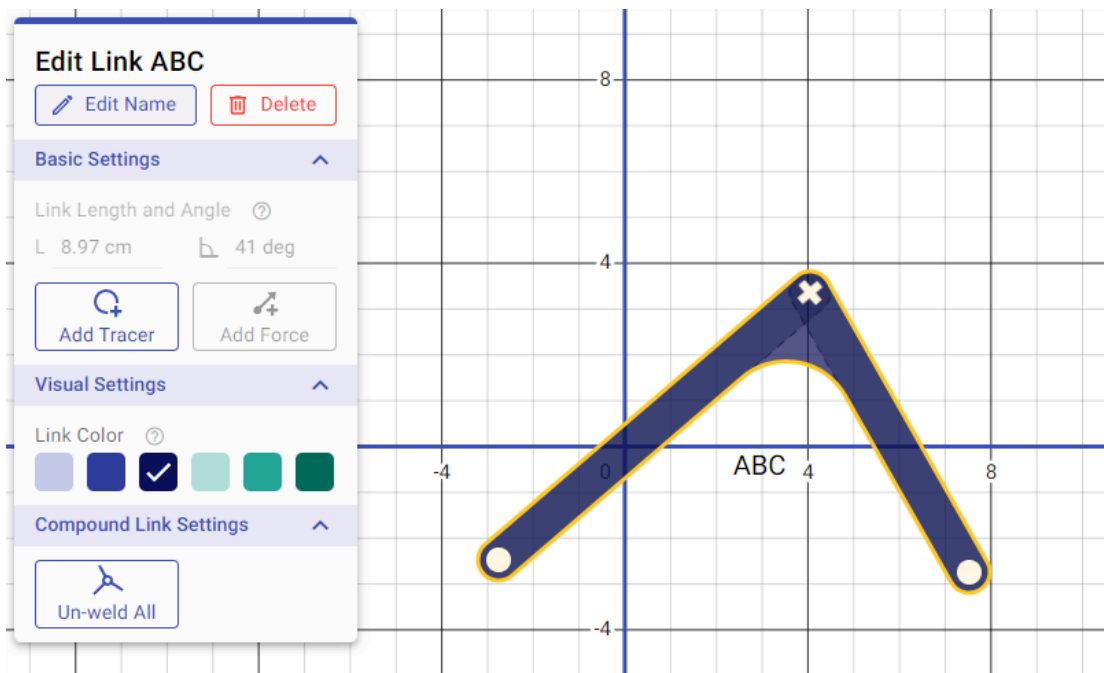 Edit Link ABC
Edit Name
Delete
Basic Settings
Link Length and Angle ?
L 8.97 cm
41 deg
Add Tracer
Add Force
Visual Settings
Link Color ?
Compound Link Settings
Un-weld All
8
4
-4
0
ABC
4
8
-4